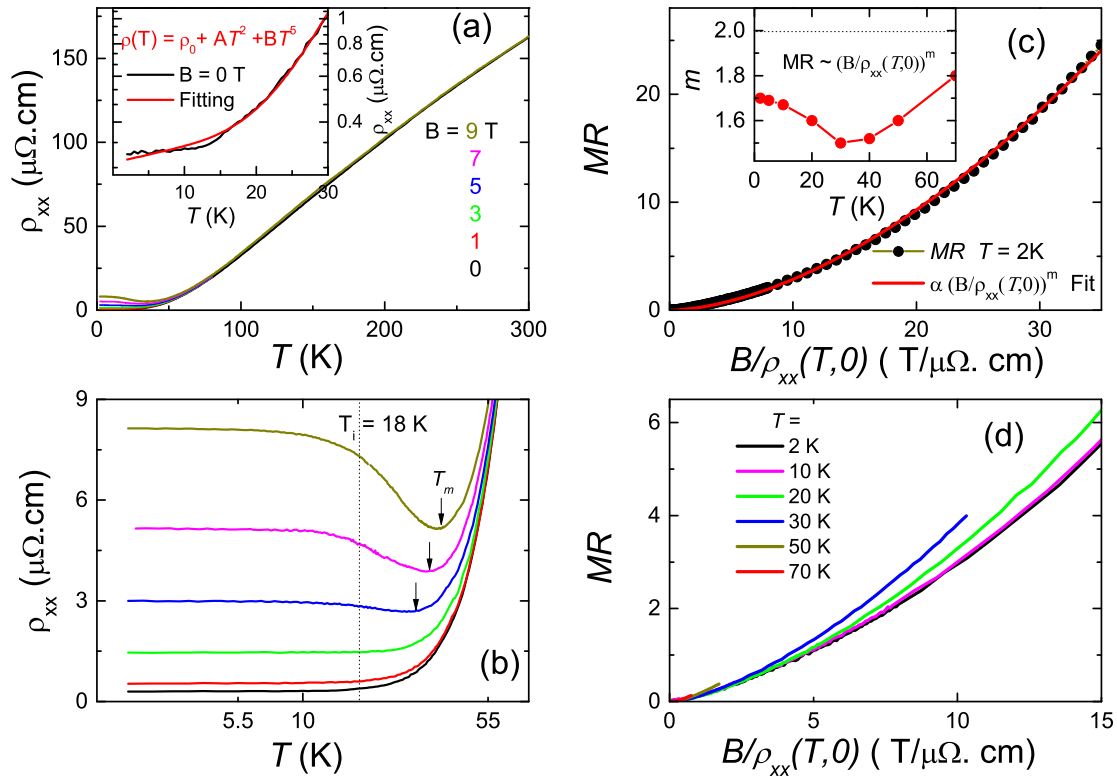 (a)
ρ(T) = ρ0 + AT² + BT⁵
B = 0 T
Fitting
ρxx (μΩ.cm)
1
0.8
0.6
0.4
0.2
10
20
30
T (K)
B = 9 T
7
5
3
1
0
ρxx (μΩ.cm)
150
100
50
0
0
100
200
300
T (K)
(c)
2.0
1.8
1.6
m
MR ~ (B/ρxx(T,0))ᵐ
0
20
40
60
T (K)
MR T = 2K
α (B/ρxx(T,0))ᵐ Fit
MR
20
10
0
0
10
20
30
B/ρxx(T,0) ( T/μΩ. cm)
(b)
Ti = 18 K
Tm
ρxx (μΩ.cm)
9
6
3
0
5.5
10
55
T (K)
(d)
T =
2 K
10 K
20 K
30 K
50 K
70 K
MR
6
4
2
0
0
5
10
15
B/ρxx(T,0) ( T/μΩ. cm)